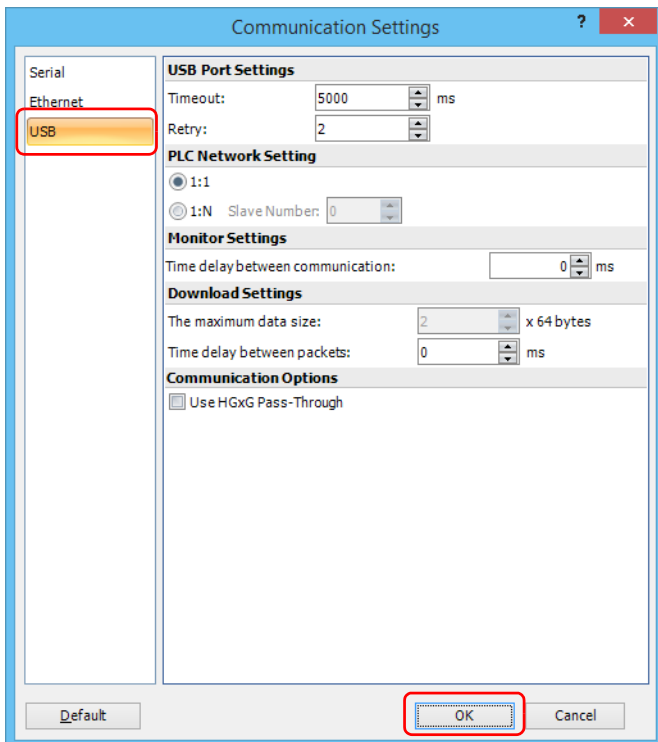 Communication Settings ? ×
Serial
Ethernet
USB
USB Port Settings
Timeout: 5000 ms
Retry: 2
PLC Network Setting
1:1
1:N Slave Number: 0
Monitor Settings
Time delay between communication: 0 ms
Download Settings
The maximum data size: 2 x 64 bytes
Time delay between packets: 0 ms
Communication Options
Use HGxG Pass-Through
Default OK Cancel